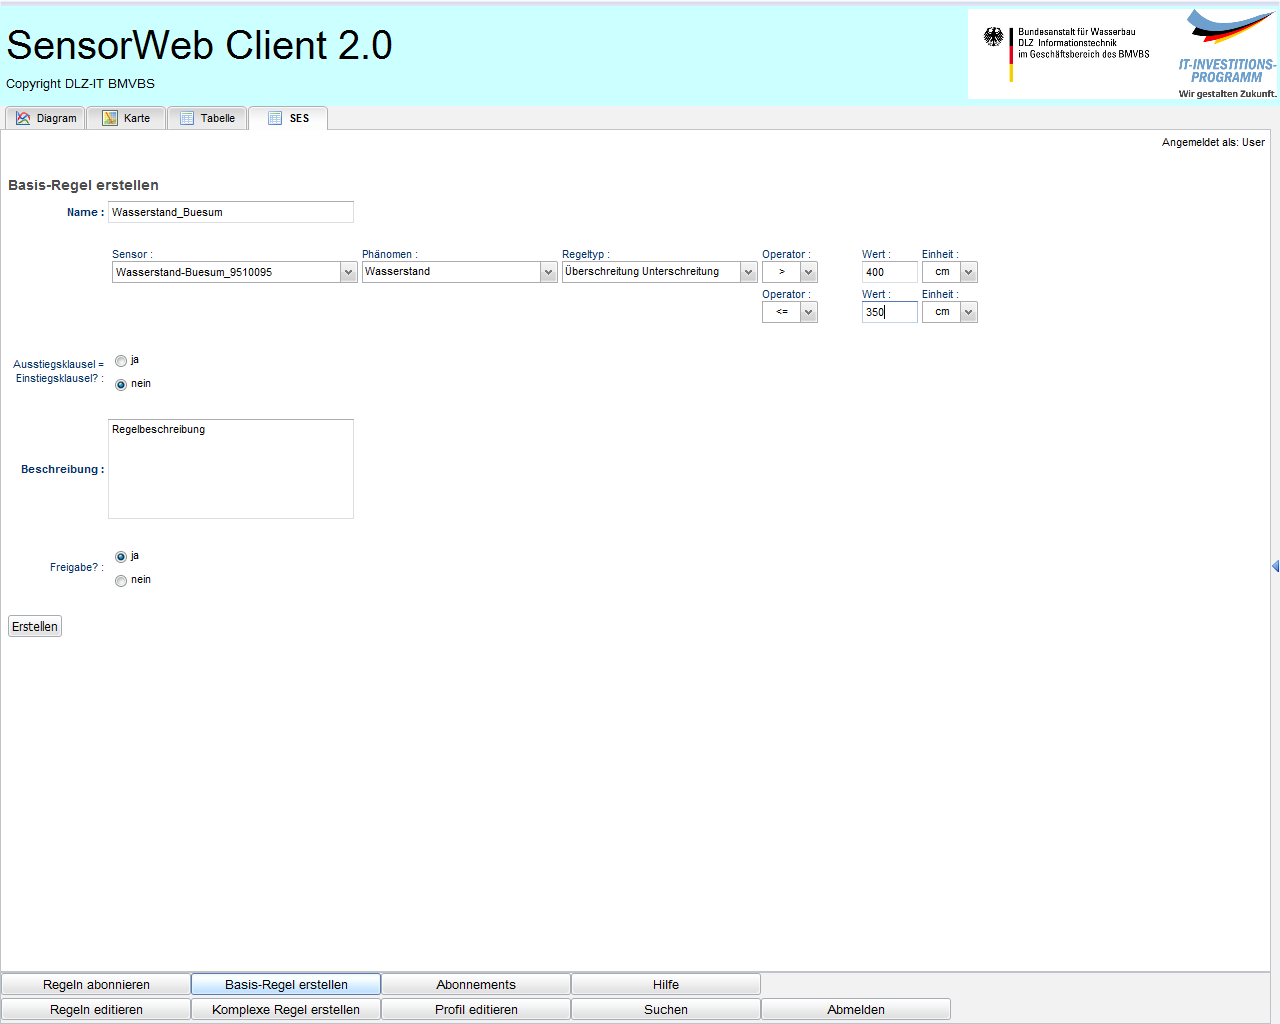 SensorWeb Client 2.0
Copyright DLZ-IT BMVBS
Bundesanstalt für Wasserbau
DLZ Informationstechnik
im Geschäftsbereich des BMVBS
IT-INVESTITIONS-
PROGRAMM
Wir gestalten Zukunft.
Diagram Karte Tabelle SES
Angemeldet als: User
Basis-Regel erstellen
Name : Wasserstand_Buesum
Sensor : Phänomen : Regeltyp : Operator : Wert : Einheit :
Wasserstand-Buesum_9510095 Wasserstand Überschreitung Unterschreitung > 400 cm
Operator : Wert : Einheit :
<= 350 cm
Ausstiegsklausel =
Einstiegsklausel? :
ja
nein
Beschreibung :
Regelbeschreibung
Freigabe? :
ja
nein
Erstellen
Regeln abonnieren Basis-Regel erstellen Abonnements Hilfe
Regeln editieren Komplexe Regel erstellen Profil editieren Suchen Abmelden